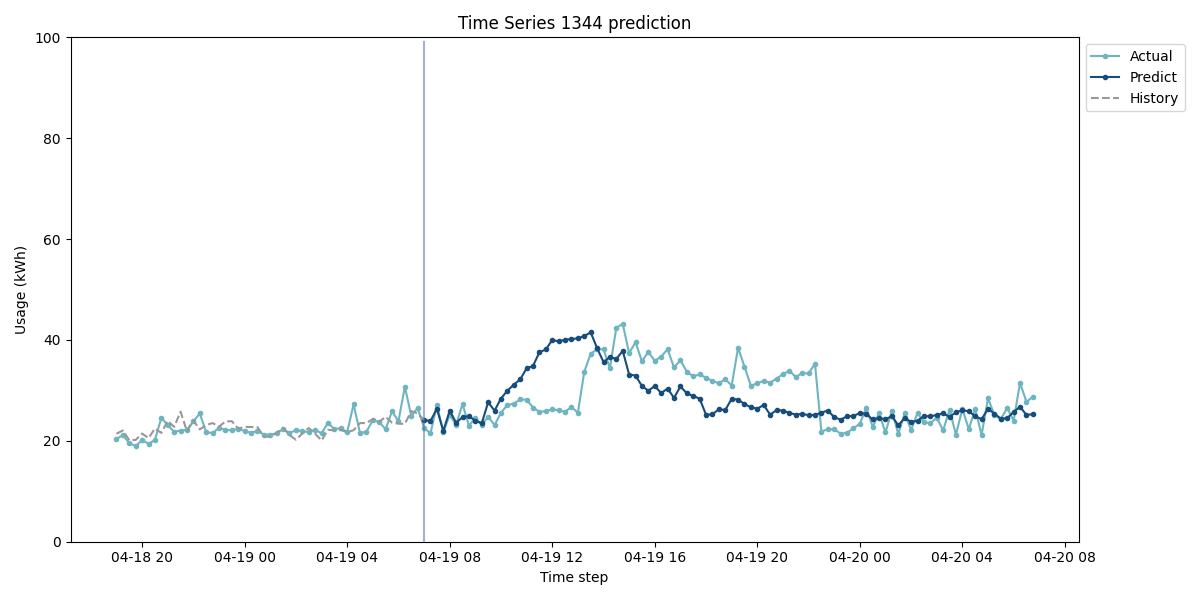 Time Series 1344 prediction
Usage (kWh)
100
80
60
40
20
0
04-18 20
04-19 00
04-19 04
04-19 08
04-19 12
04-19 16
04-19 20
04-20 00
04-20 04
04-20 08
Time step
Actual
Predict
History